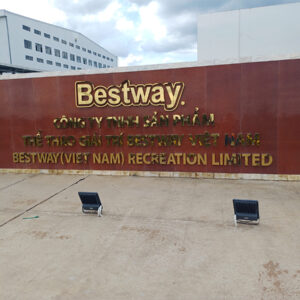 Bestway®
CÔNG TY TNHH SẢN PHẨM
THỂ THAO GIẢI TRÍ BESTWAY VIỆT NAM
BESTWAY(VIET NAM) RECREATION LIMITED